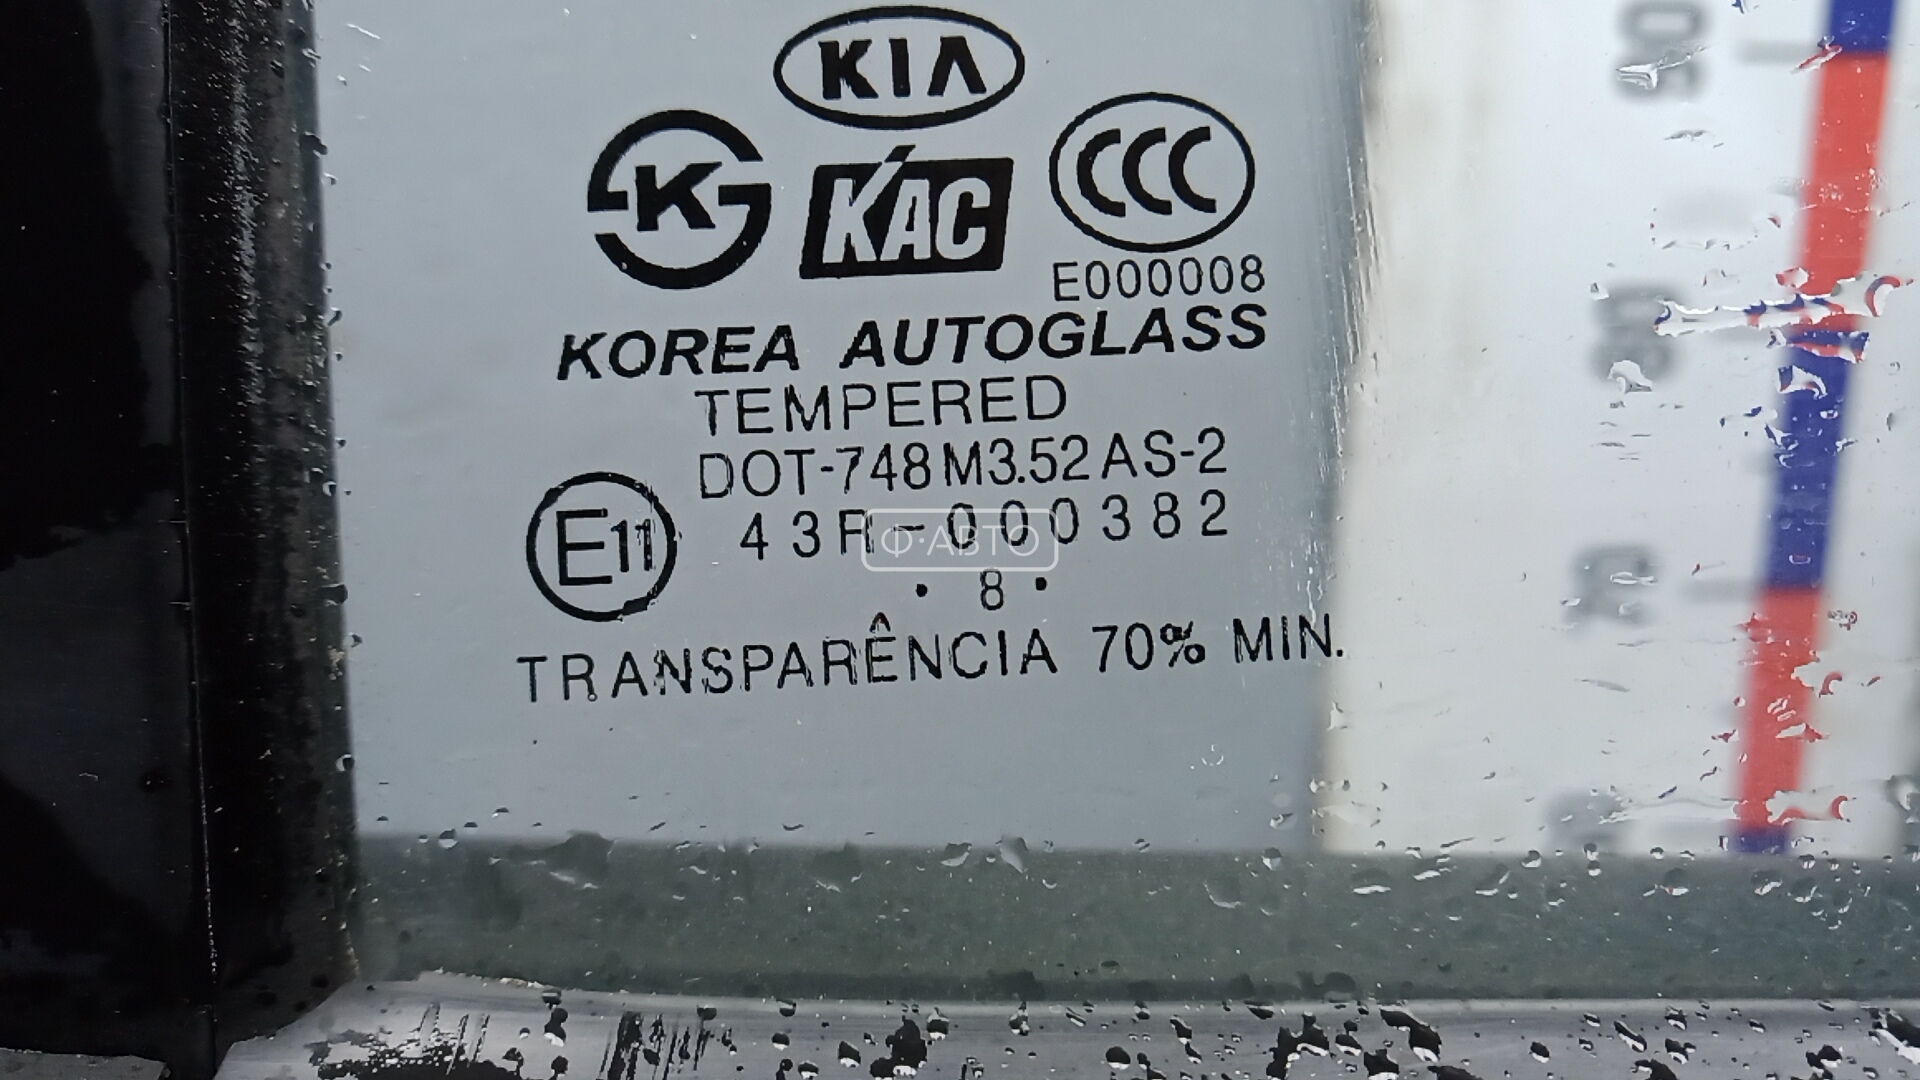 KIA
K
KAC
CCC
E000008
KOREA AUTOGLASS
TEMPERED
DOT-748 M3.52 AS-2
E11
43R-000382
Ф-АВТО
• 8 •
TRANSPARÊNCIA 70% MIN.